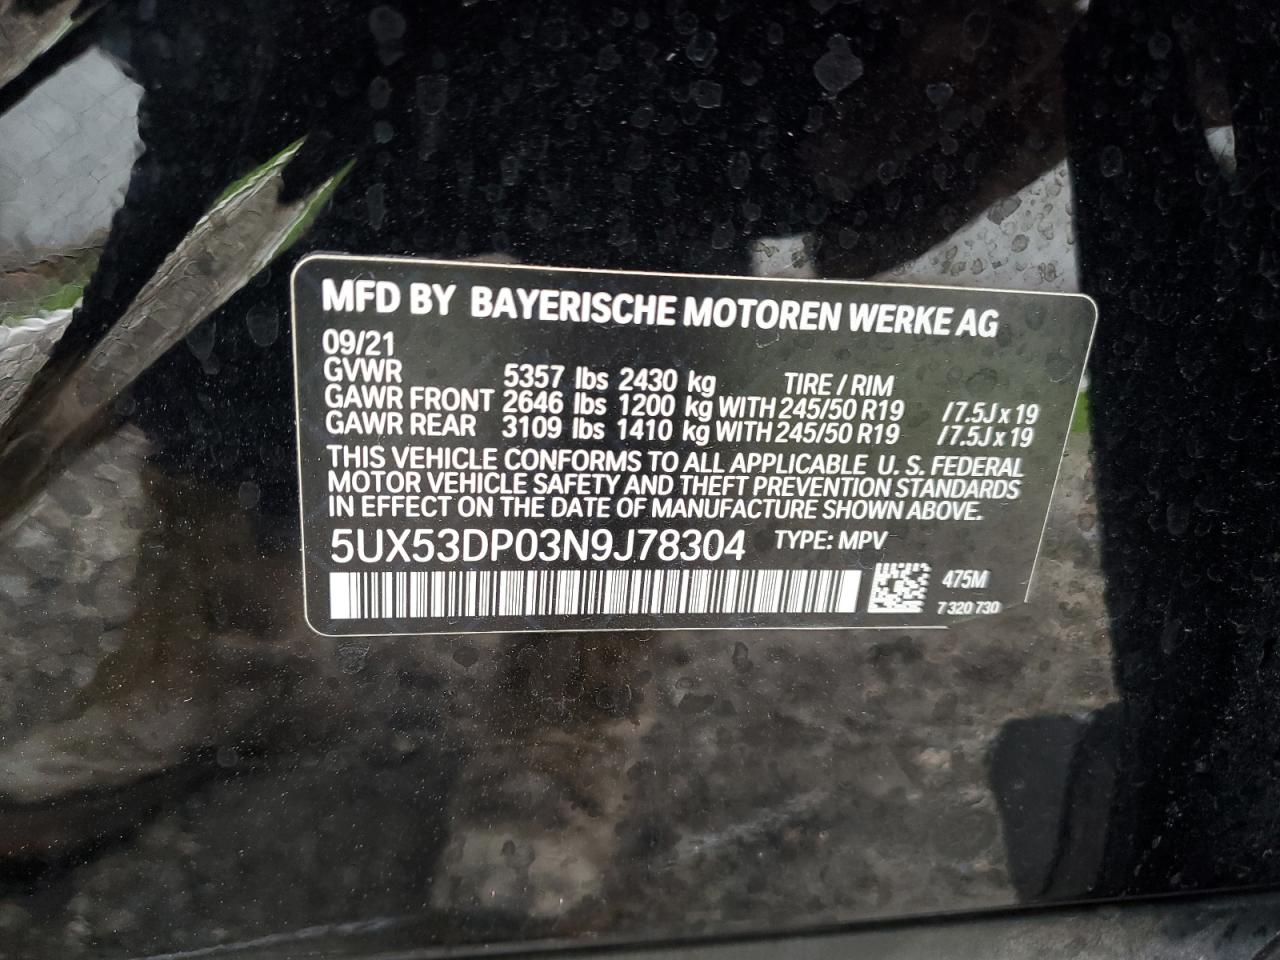 MFD BY BAYERISCHE MOTOREN WERKE AG
09/21
GVWR 5357 lbs 2430 kg TIRE / RIM
GAWR FRONT 2646 lbs 1200 kg WITH 245/50 R19 / 7.5J x 19
GAWR REAR 3109 lbs 1410 kg WITH 245/50 R19 / 7.5J x 19
THIS VEHICLE CONFORMS TO ALL APPLICABLE U. S. FEDERAL
MOTOR VEHICLE SAFETY AND THEFT PREVENTION STANDARDS
IN EFFECT ON THE DATE OF MANUFACTURE SHOWN ABOVE.
5UX53DP03N9J78304 TYPE: MPV
475M
7 320 730